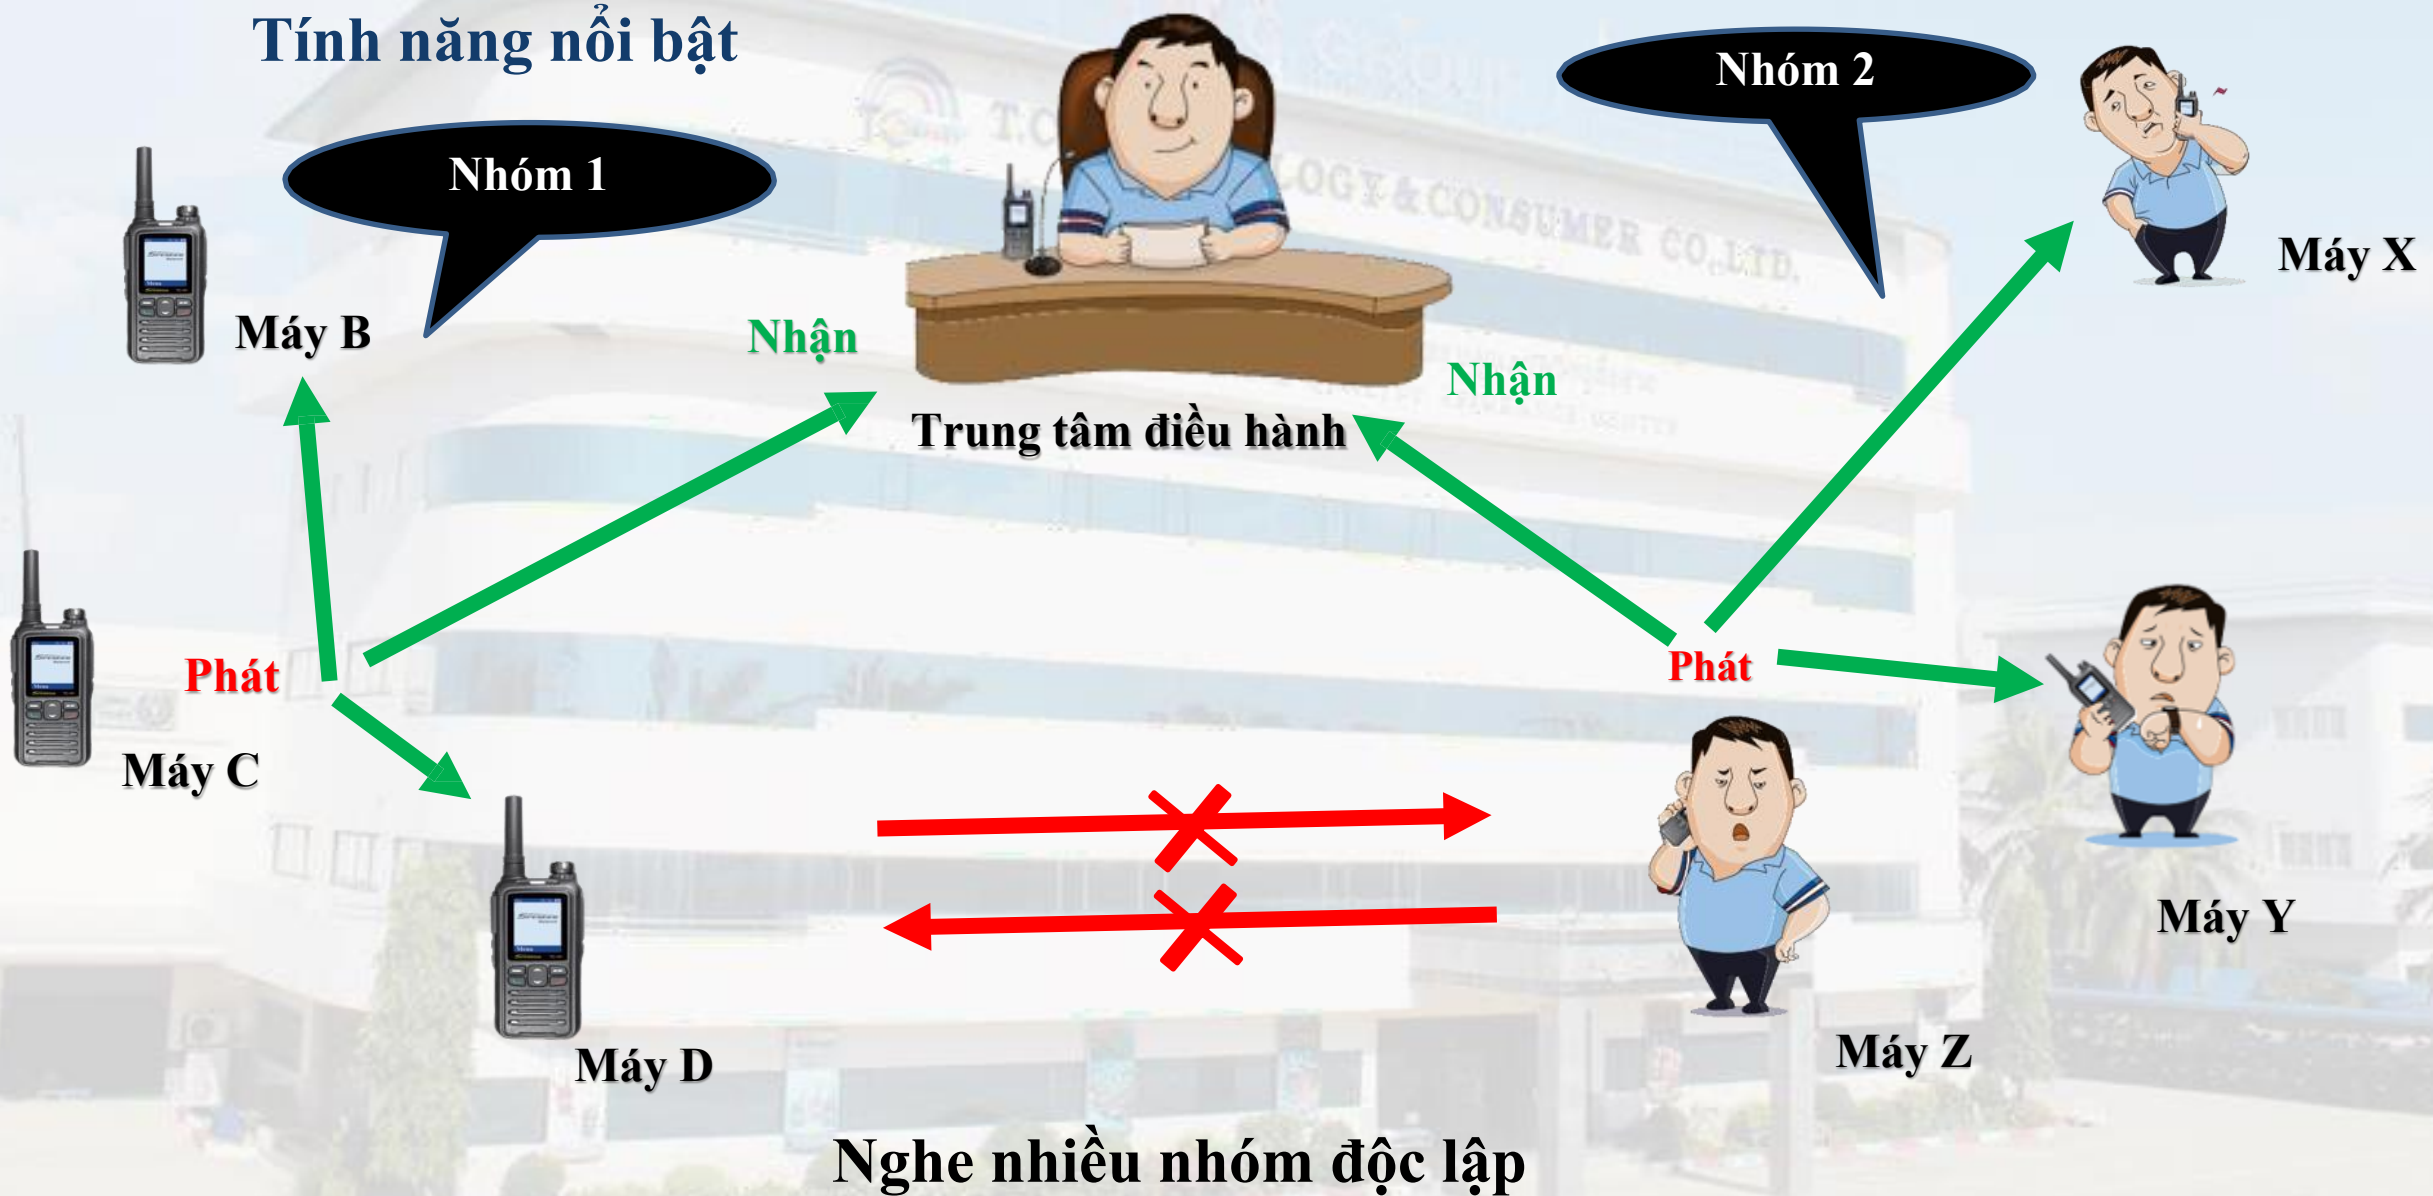 Tính năng nổi bật
Nhóm 2
Nhóm 1
Máy X
Máy B
Nhận
Nhận
Trung tâm điều hành
Phát
Phát
Máy C
Máy Y
Máy Z
Máy D
Nghe nhiều nhóm độc lập